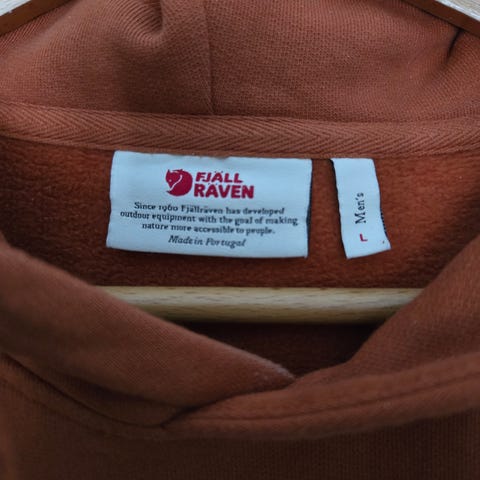 FJÄLL
RÄVEN
Since 1960 Fjällräven has developed
outdoor equipment with the goal of making
nature more accessible to people.
Made in Portugal
Men's
L